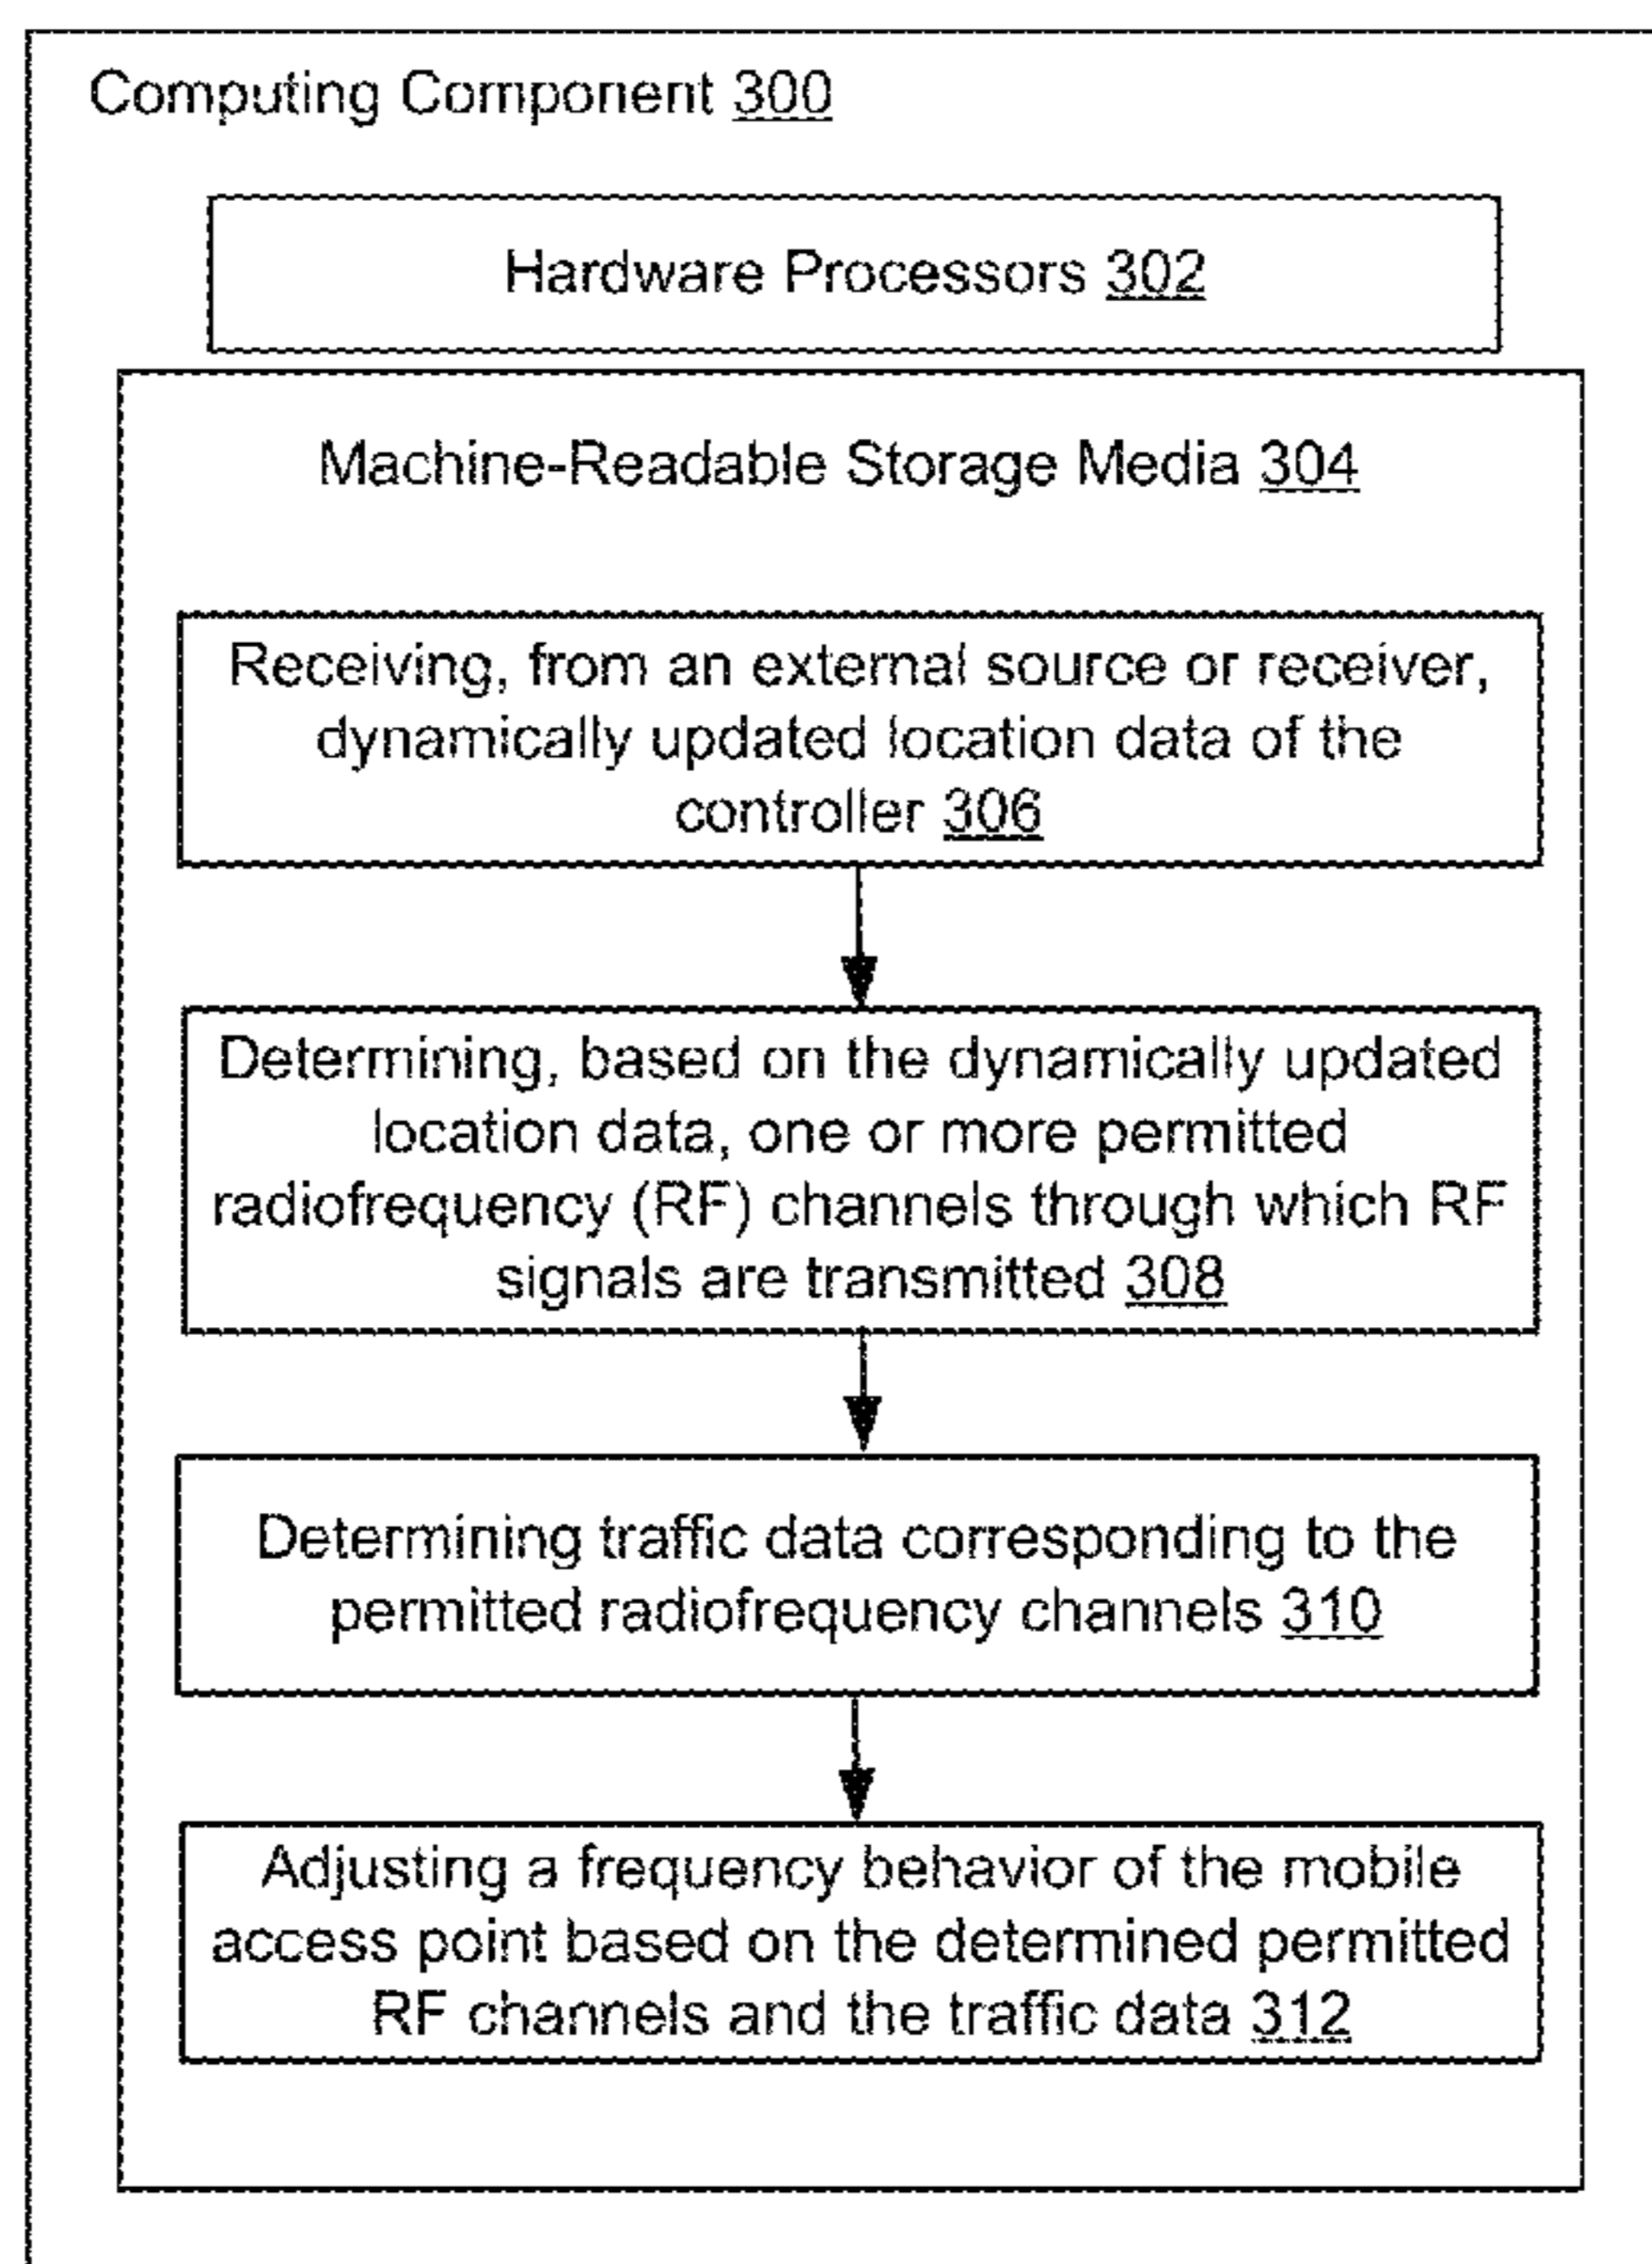 Computing Component 300
Hardware Processors 302
Machine-Readable Storage Media 304
Receiving, from an external source or receiver,
dynamically updated location data of the
controller 306
Determining, based on the dynamically updated
location data, one or more permitted
radiofrequency (RF) channels through which RF
signals are transmitted 308
Determining traffic data corresponding to the
permitted radiofrequency channels 310
Adjusting a frequency behavior of the mobile
access point based on the determined permitted
RF channels and the traffic data 312